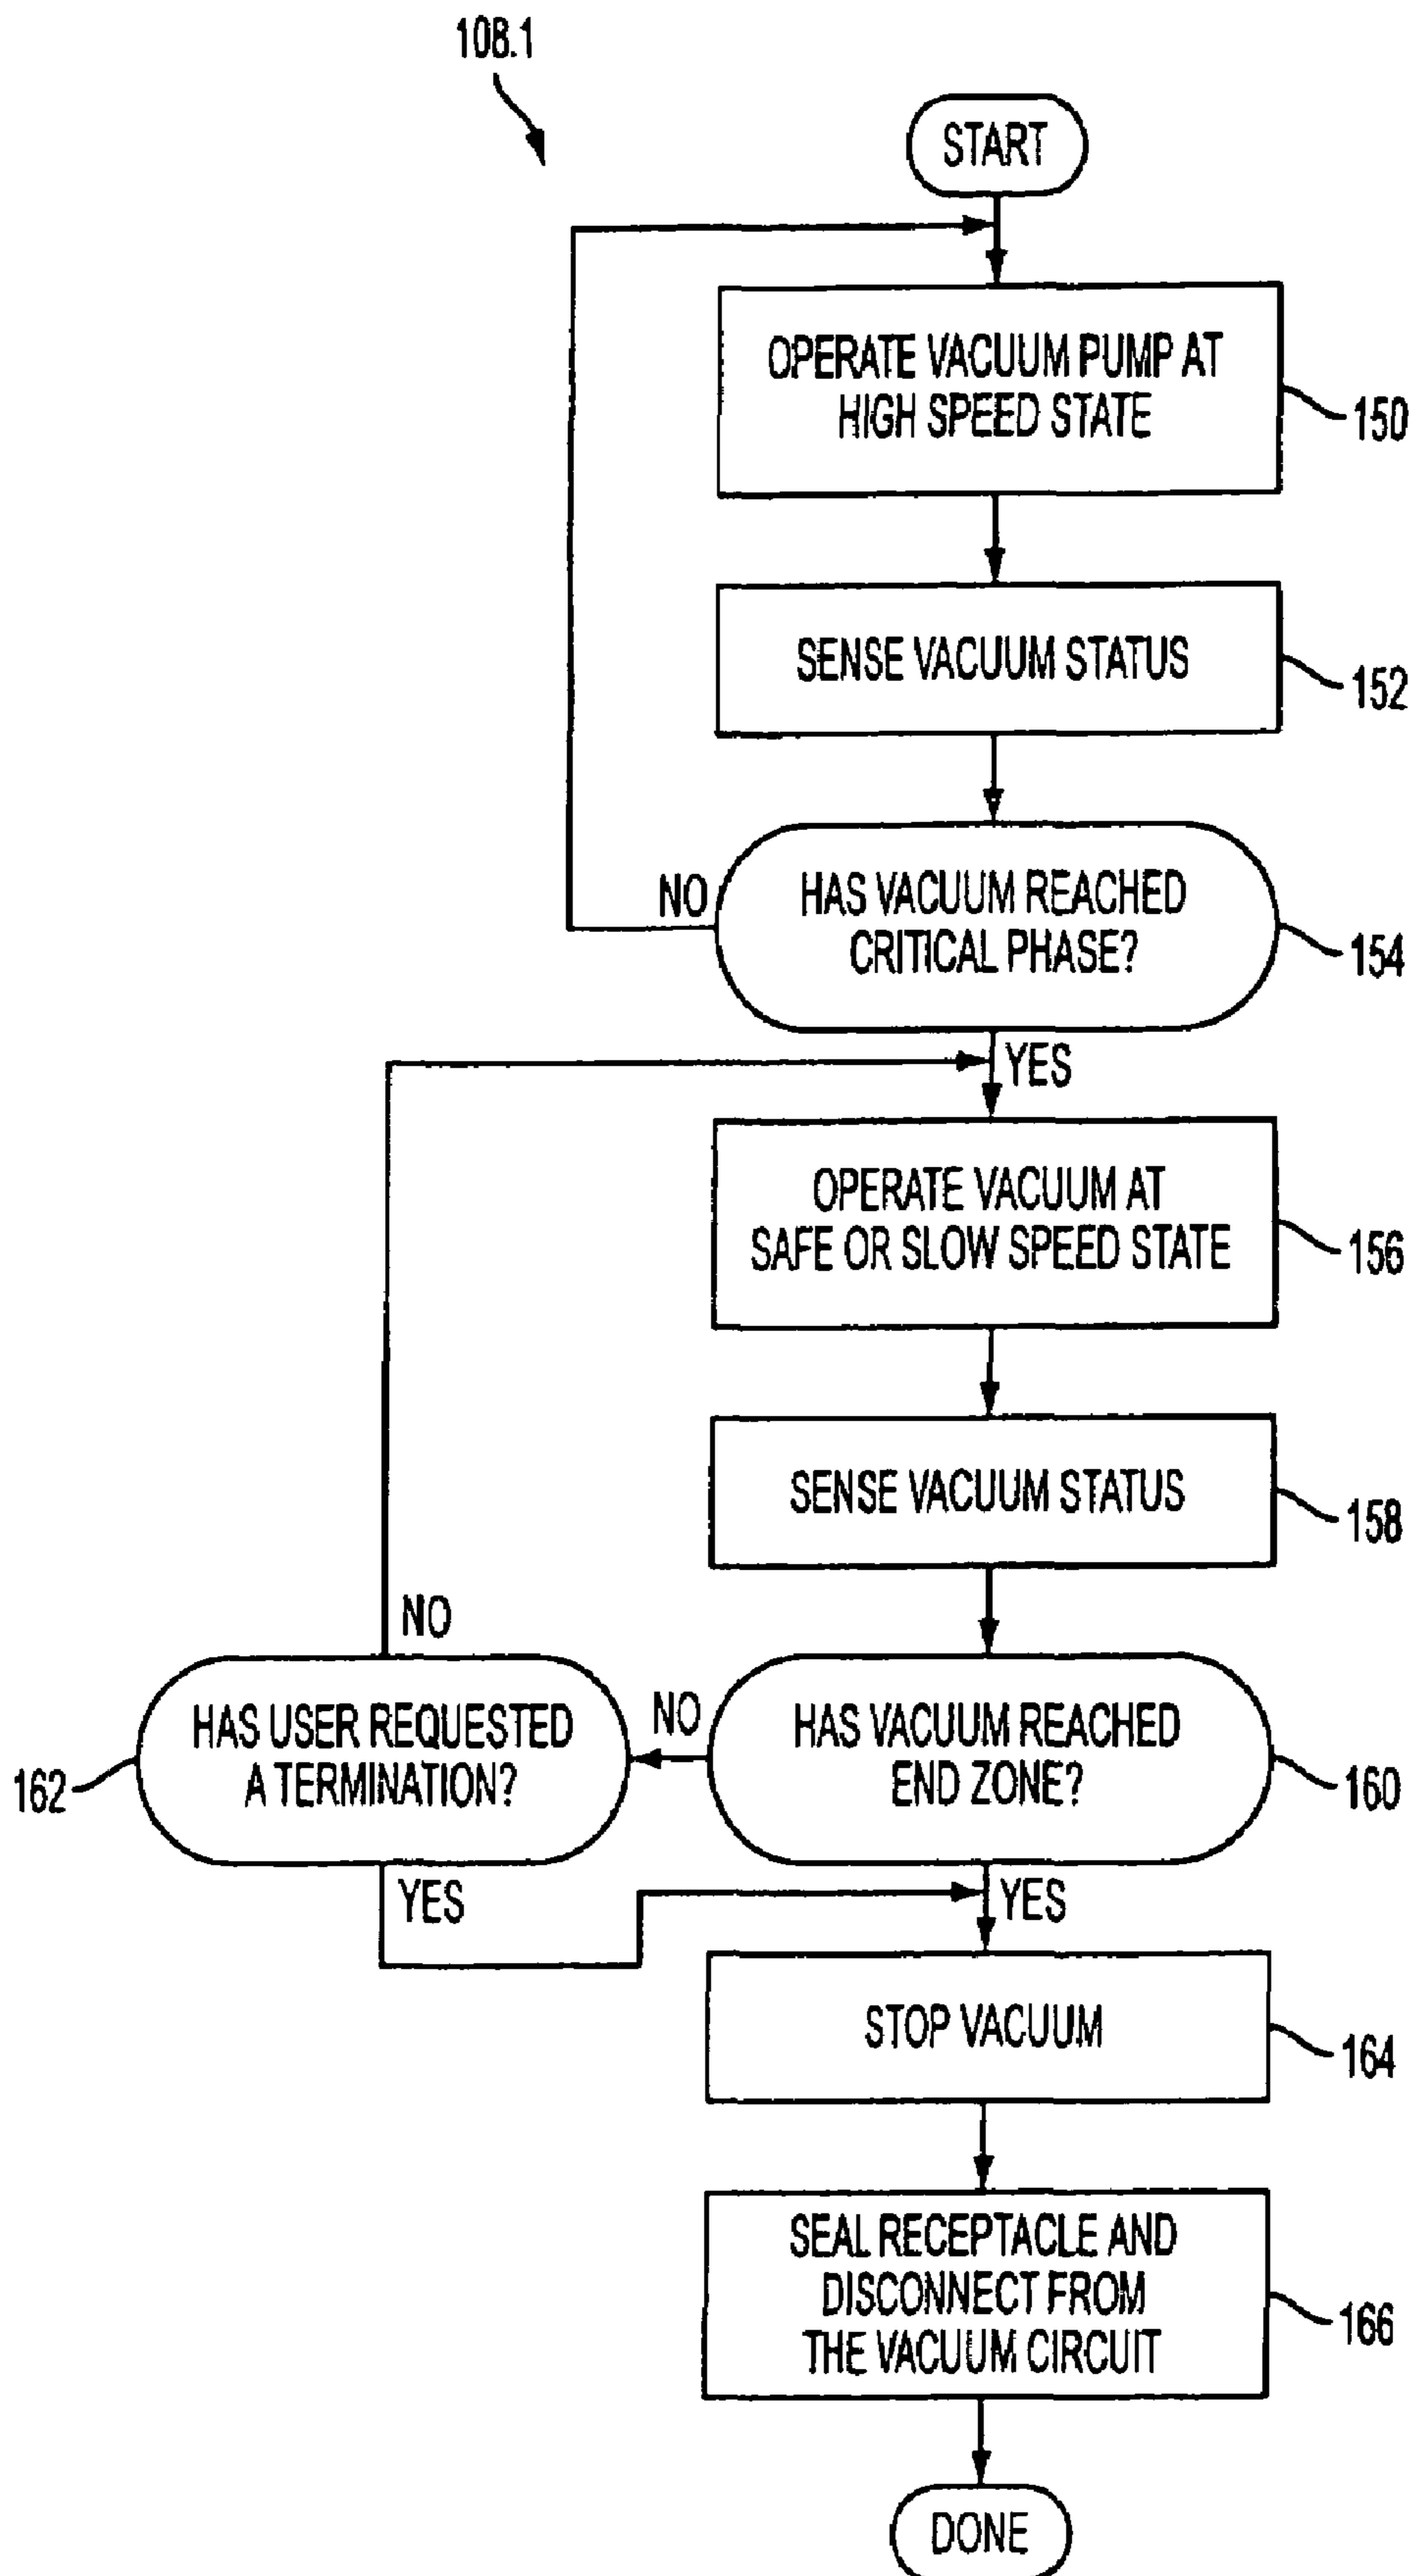 108.1
START
OPERATE VACUUM PUMP AT
HIGH SPEED STATE
150
SENSE VACUUM STATUS
152
NO
HAS VACUUM REACHED
CRITICAL PHASE?
154
YES
OPERATE VACUUM AT
SAFE OR SLOW SPEED STATE
156
SENSE VACUUM STATUS
158
NO
HAS USER REQUESTED
A TERMINATION?
162
NO
HAS VACUUM REACHED
END ZONE?
160
YES
YES
STOP VACUUM
164
SEAL RECEPTACLE AND
DISCONNECT FROM
THE VACUUM CIRCUIT
166
DONE